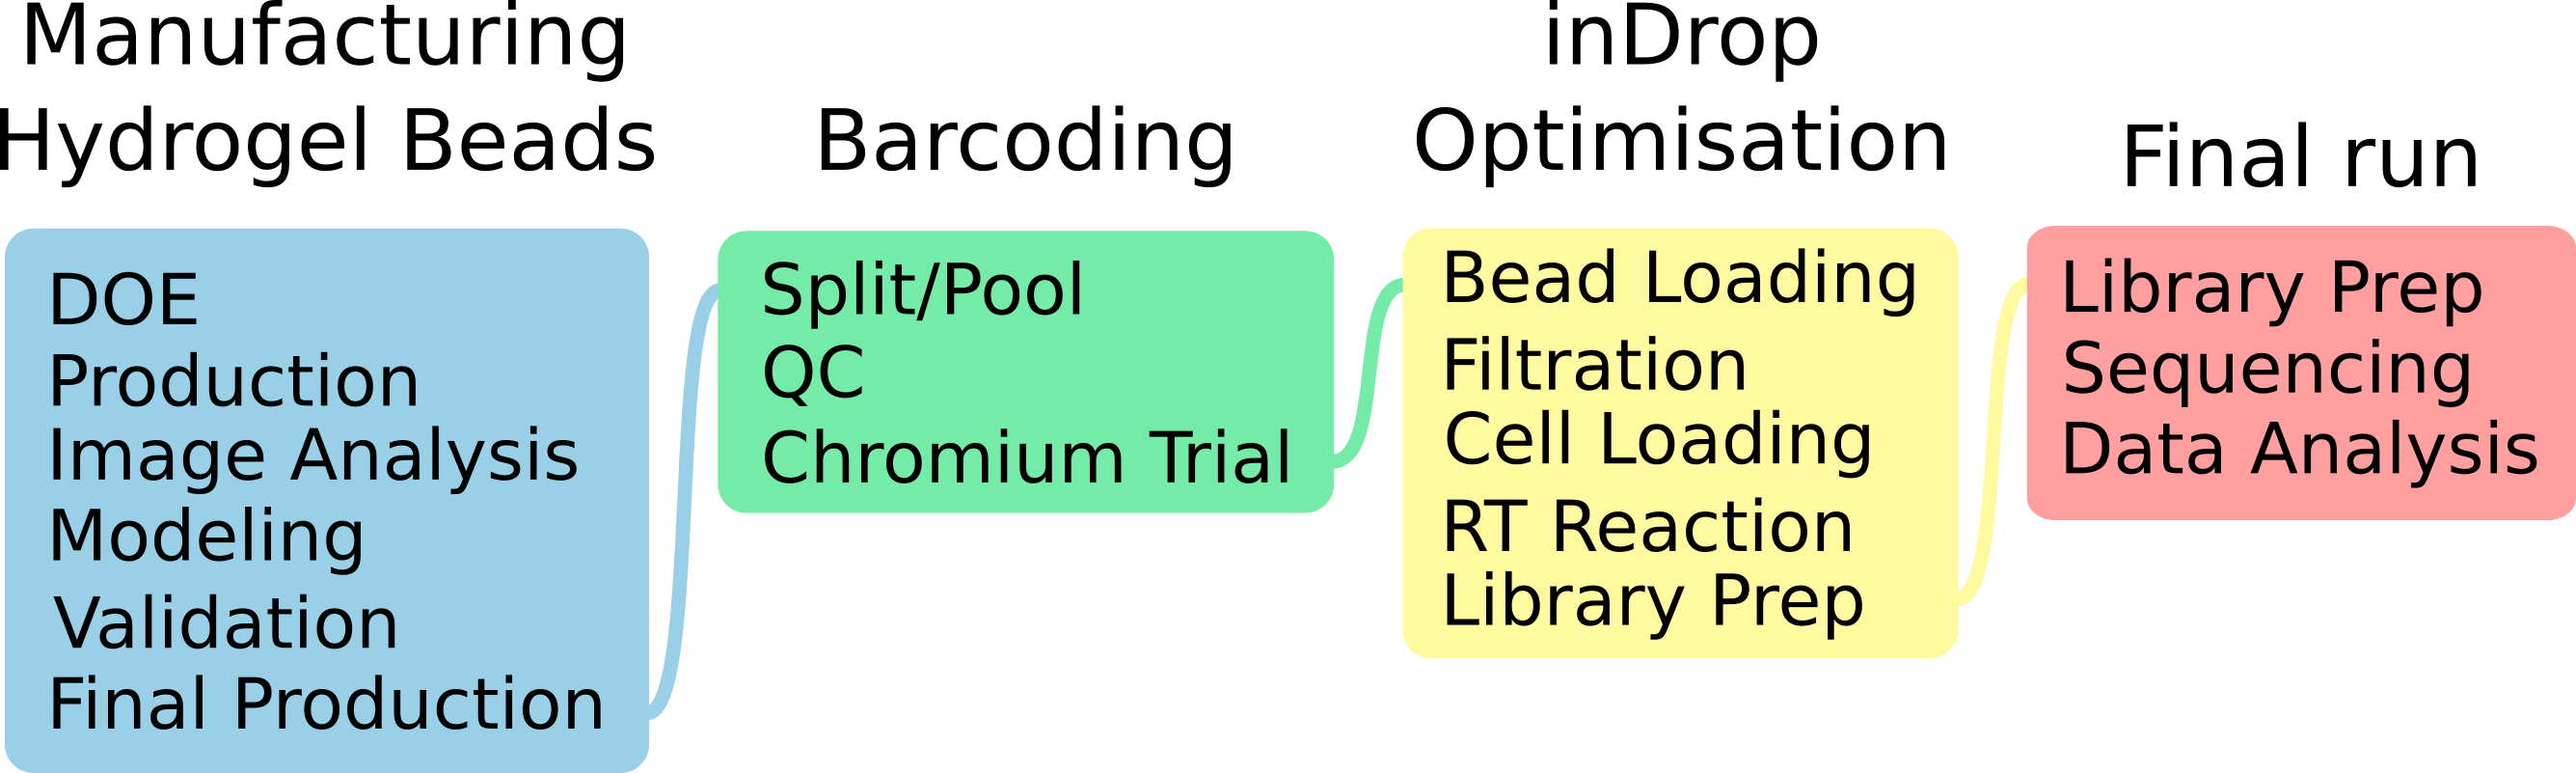 Manufacturing
Hydrogel Beads
DOE
Production
Image Analysis
Modeling
Validation
Final Production
Barcoding
Split/Pool
QC
Chromium Trial
inDrop
Optimisation
Bead Loading
Filtration
Cell Loading
RT Reaction
Library Prep
Final run
Library Prep
Sequencing
Data Analysis